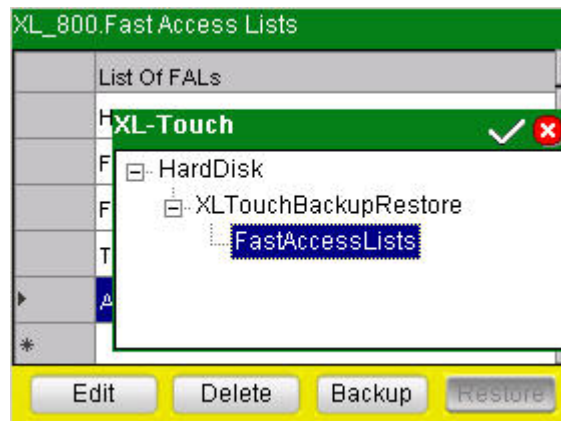 XL_800.Fast Access Lists
List Of FALs
H
XL-Touch
F
HardDisk
F
XLTouchBackupRestore
T
FastAccessLists
A
*
Edit Delete Backup Restore